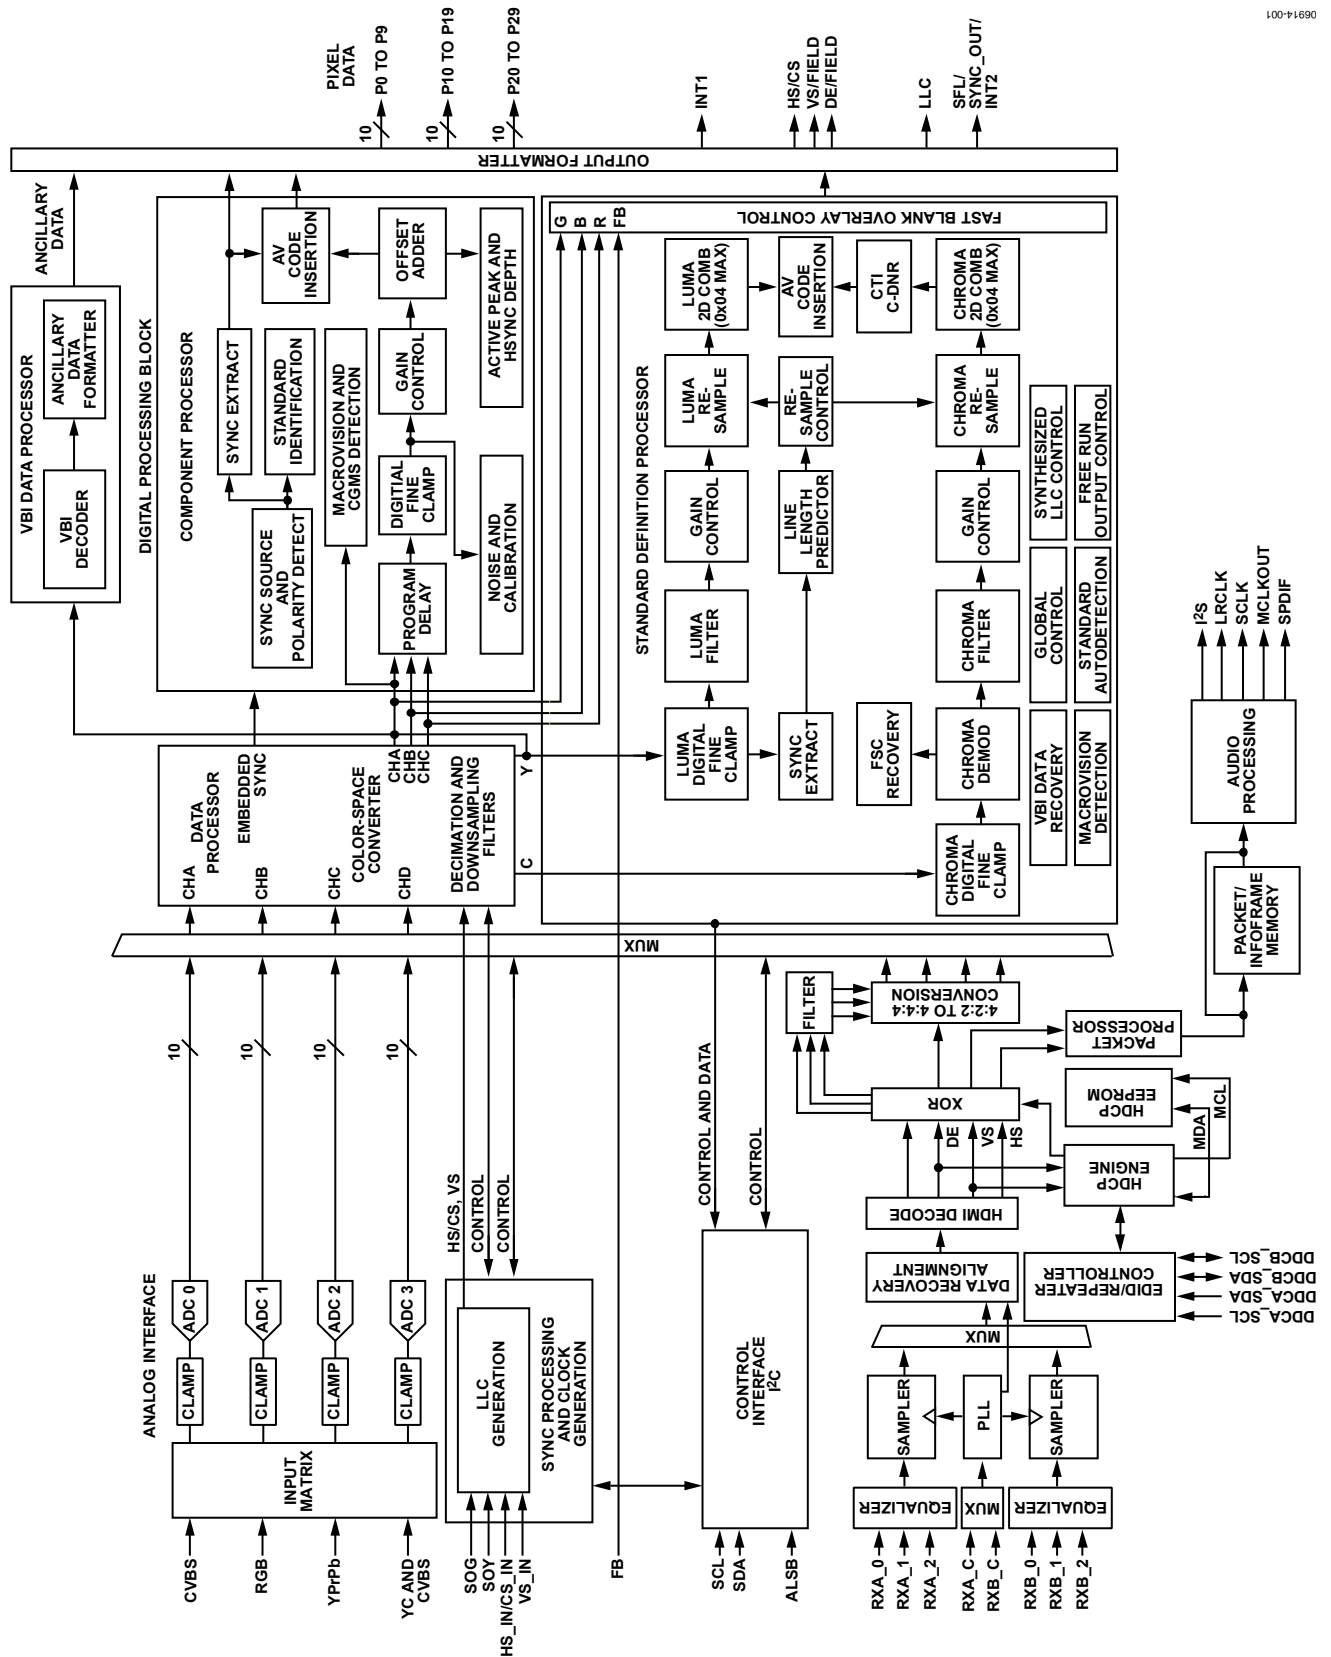 06914-001
CVBS
RGB
YPrPb
YC AND
CVBS
SOG
SOY
HS_IN/CS_IN
VS_IN
FB
SCL
SDA
ALSB
RXA_0
RXA_1
RXA_2
RXA_C
RXB_C
RXB_0
RXB_1
RXB_2
ANALOG INTERFACE
INPUT
MATRIX
CLAMP
CLAMP
CLAMP
CLAMP
ADC 0
ADC 1
ADC 2
ADC 3
10
10
10
10
LLC
GENERATION
SYNC PROCESSING
AND CLOCK
GENERATION
HS/CS, VS
CONTROL
CONTROL
CONTROL
INTERFACE
I2C
CONTROL AND DATA
CONTROL
EQUALIZER
MUX
EQUALIZER
SAMPLER
PLL
SAMPLER
MUX
DATA RECOVERY
ALIGNMENT
HDMI DECODE
EDID/REPEATER
CONTROLLER
DDCA_SCL
DDCA_SDA
DDCB_SDA
DDCB_SCL
HDCP
ENGINE
HDCP
EEPROM
MDA
MCL
DE
VS
HS
XOR
FILTER
4:2:2 TO 4:4:4
CONVERSION
PACKET
PROCESSOR
PACKET/
INFOFRAME
MEMORY
AUDIO
PROCESSING
I2S
LRCLK
SCLK
MCLKOUT
SPDIF
MUX
CHA
CHB
CHC
CHD
DATA
PROCESSOR
EMBEDDED
SYNC
COLOR-SPACE
CONVERTER
CHA
CHB
CHC
DECIMATION AND
DOWNSAMPLING
FILTERS
Y
C
VBI DATA PROCESSOR
VBI
DECODER
ANCILLARY
DATA
FORMATTER
ANCILLARY
DATA
DIGITAL PROCESSING BLOCK
COMPONENT PROCESSOR
SYNC SOURCE
AND
POLARITY DETECT
SYNC EXTRACT
STANDARD
IDENTIFICATION
MACROVISION AND
CGMS DETECTION
PROGRAM
DELAY
DIGITIAL
FINE
CLAMP
GAIN
CONTROL
OFFSET
ADDER
AV
CODE
INSERTION
NOISE AND
CALIBRATION
ACTIVE PEAK AND
HSYNC DEPTH
STANDARD DEFINITION PROCESSOR
LUMA
DIGITAL
FINE
CLAMP
LUMA
FILTER
GAIN
CONTROL
LUMA
RE-
SAMPLE
LUMA
2D COMB
(0x04 MAX)
SYNC
EXTRACT
LINE
LENGTH
PREDICTOR
RE-
SAMPLE
CONTROL
AV
CODE
INSERTION
FSC
RECOVERY
CTI
C-DNR
CHROMA
DIGITAL
FINE
CLAMP
CHROMA
DEMOD
CHROMA
FILTER
GAIN
CONTROL
CHROMA
RE-
SAMPLE
CHROMA
2D COMB
(0x04 MAX)
VBI DATA
RECOVERY
GLOBAL
CONTROL
SYNTHESIZED
LLC CONTROL
MACROVISION
DETECTION
STANDARD
AUTODETECTION
FREE RUN
OUTPUT CONTROL
G
B
R
FB
FAST BLANK OVERLAY CONTROL
OUTPUT FORMATTER
PIXEL
DATA
10
P0 TO P9
10
P10 TO P19
10
P20 TO P29
INT1
HS/CS
VS/FIELD
DE/FIELD
LLC
SFL/
SYNC_OUT/
INT2